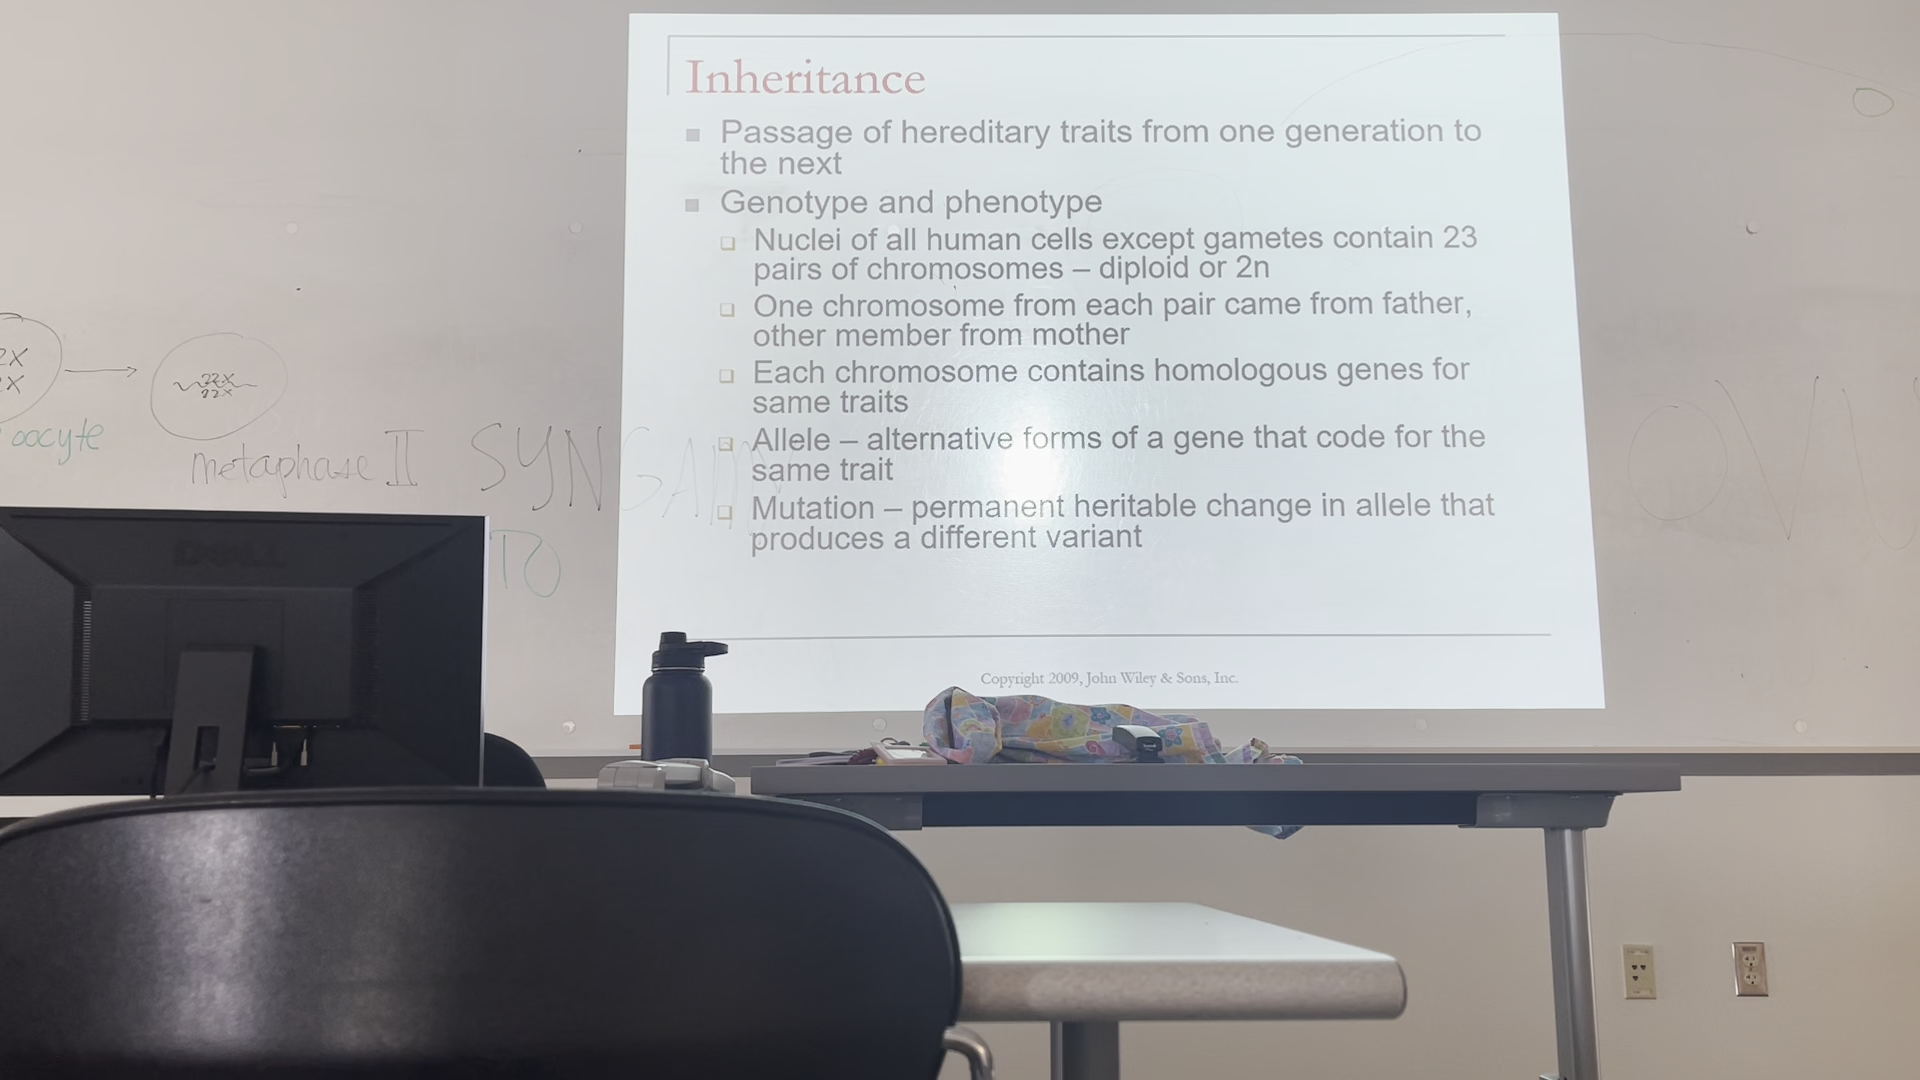 Inheritance
Passage of hereditary traits from one generation to
the next
Genotype and phenotype
Nuclei of all human cells except gametes contain 23
pairs of chromosomes – diploid or 2n
One chromosome from each pair came from father,
other member from mother
Each chromosome contains homologous genes for
same traits
Allele – alternative forms of a gene that code for the
same trait
Mutation – permanent heritable change in allele that
produces a different variant
Copyright 2009, John Wiley & Sons, Inc.
22X
22X
oocyte
metaphase II
SYNGAMY
TO
DELL